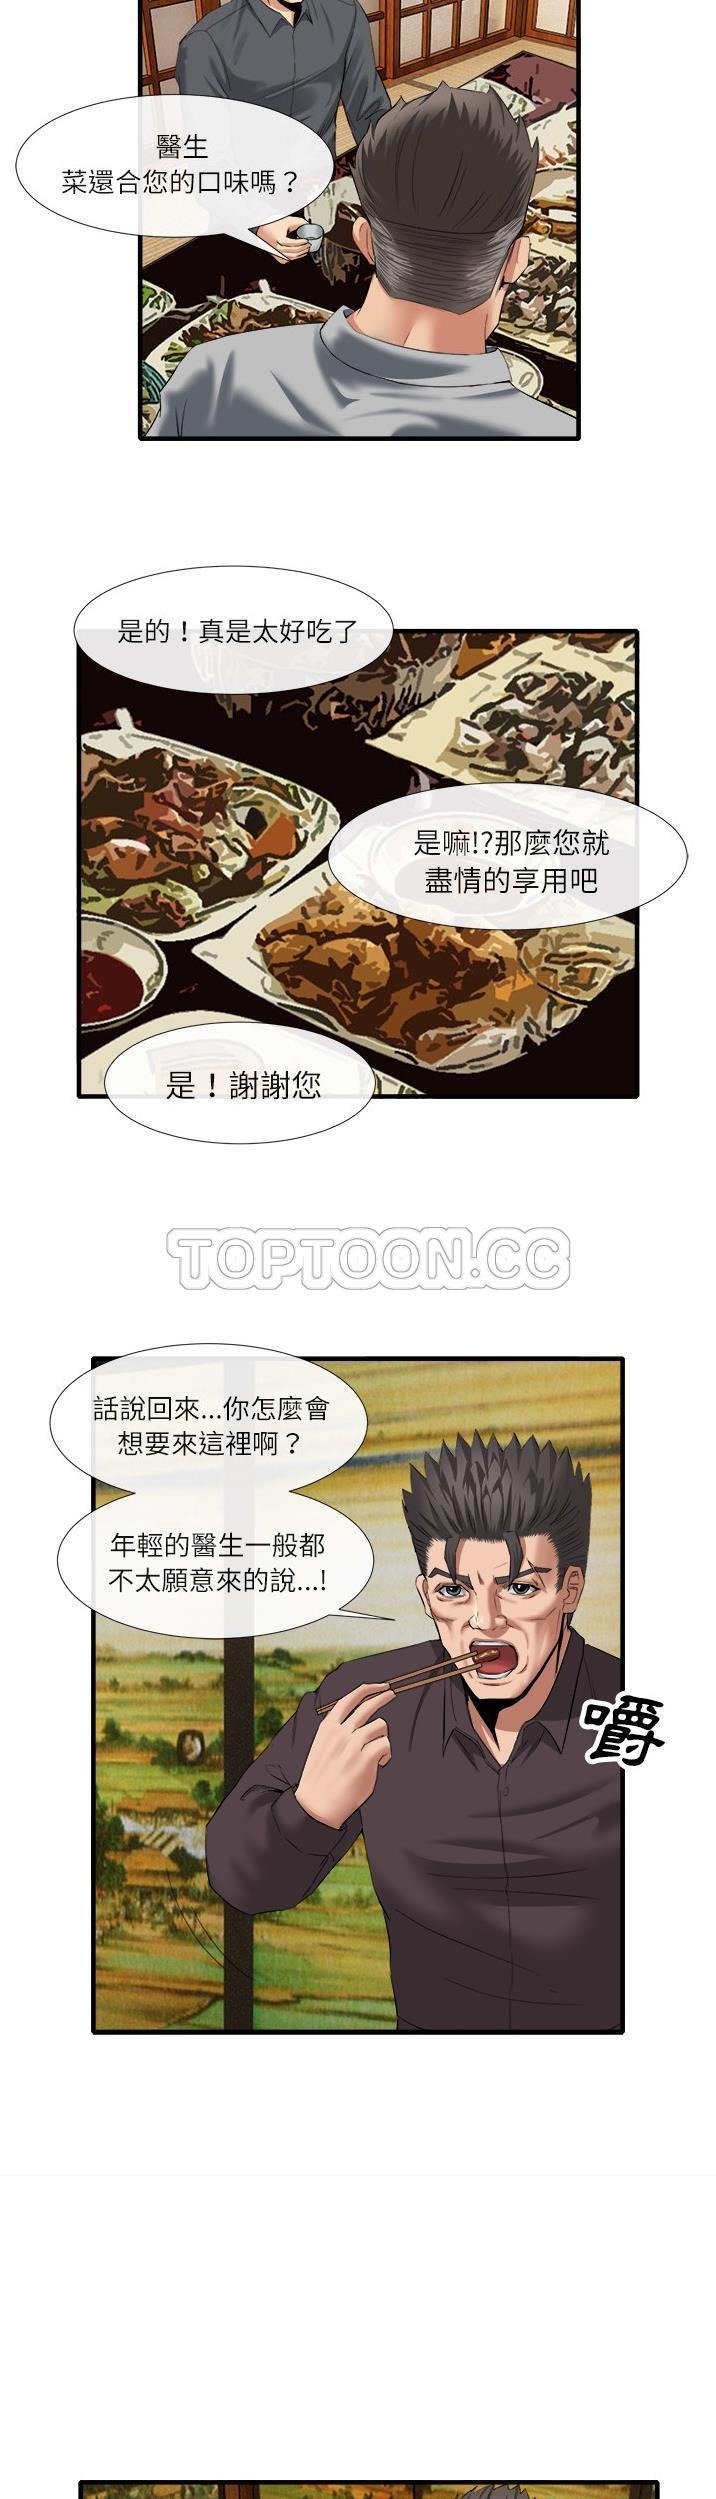 醫生
菜還合您的口味嗎？
是的！真是太好吃了
是嘛!?那麼您就
盡情的享用吧
是！謝謝您
TOPTOON.CC
話說回來...你怎麼會
想要來這裡啊？
年輕的醫生一般都
不太願意來的說...!
嚼